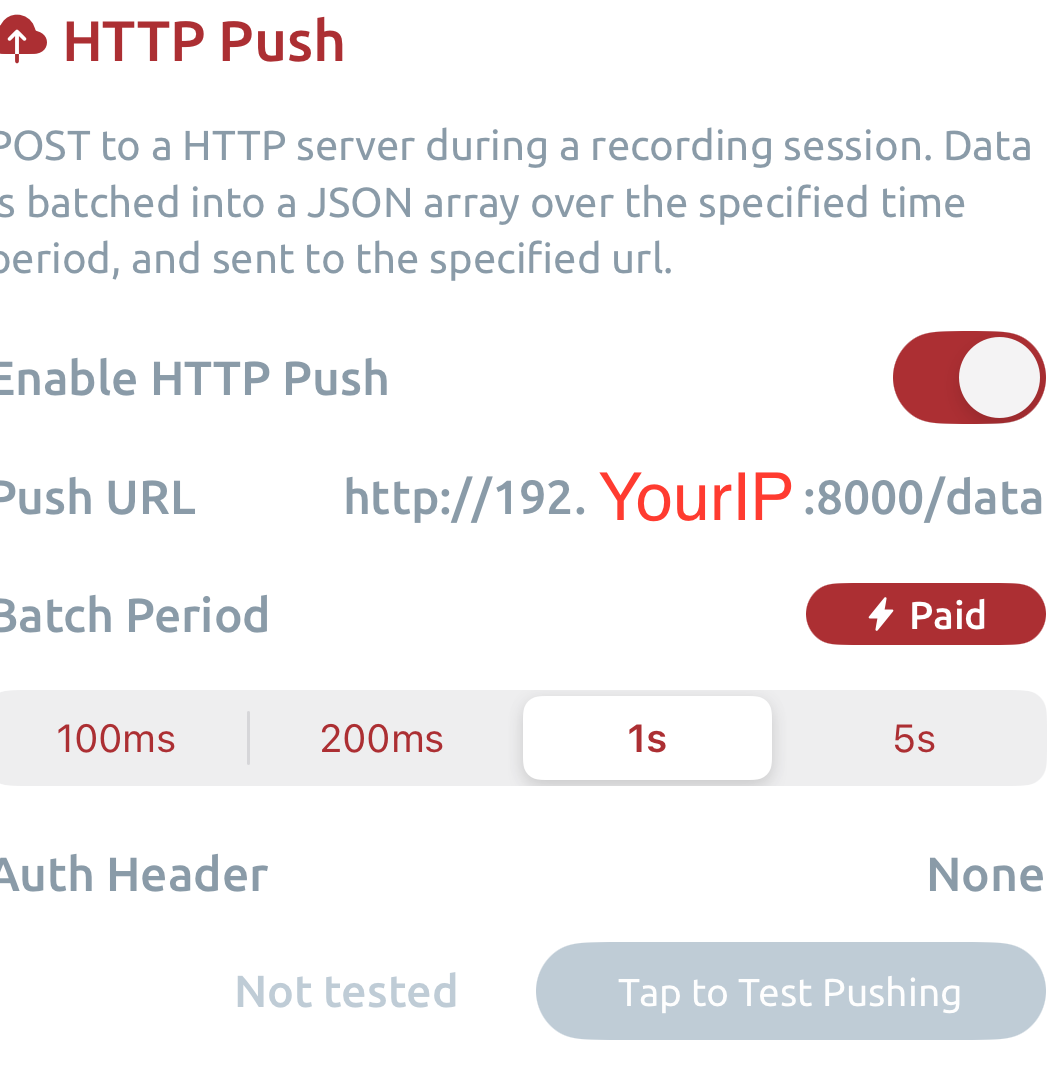 HTTP Push
POST to a HTTP server during a recording session. Data
is batched into a JSON array over the specified time
period, and sent to the specified url.
Enable HTTP Push
Push URL http://192. YourIP :8000/data
Batch Period Paid
100ms 200ms 1s 5s
Auth Header None
Not tested Tap to Test Pushing